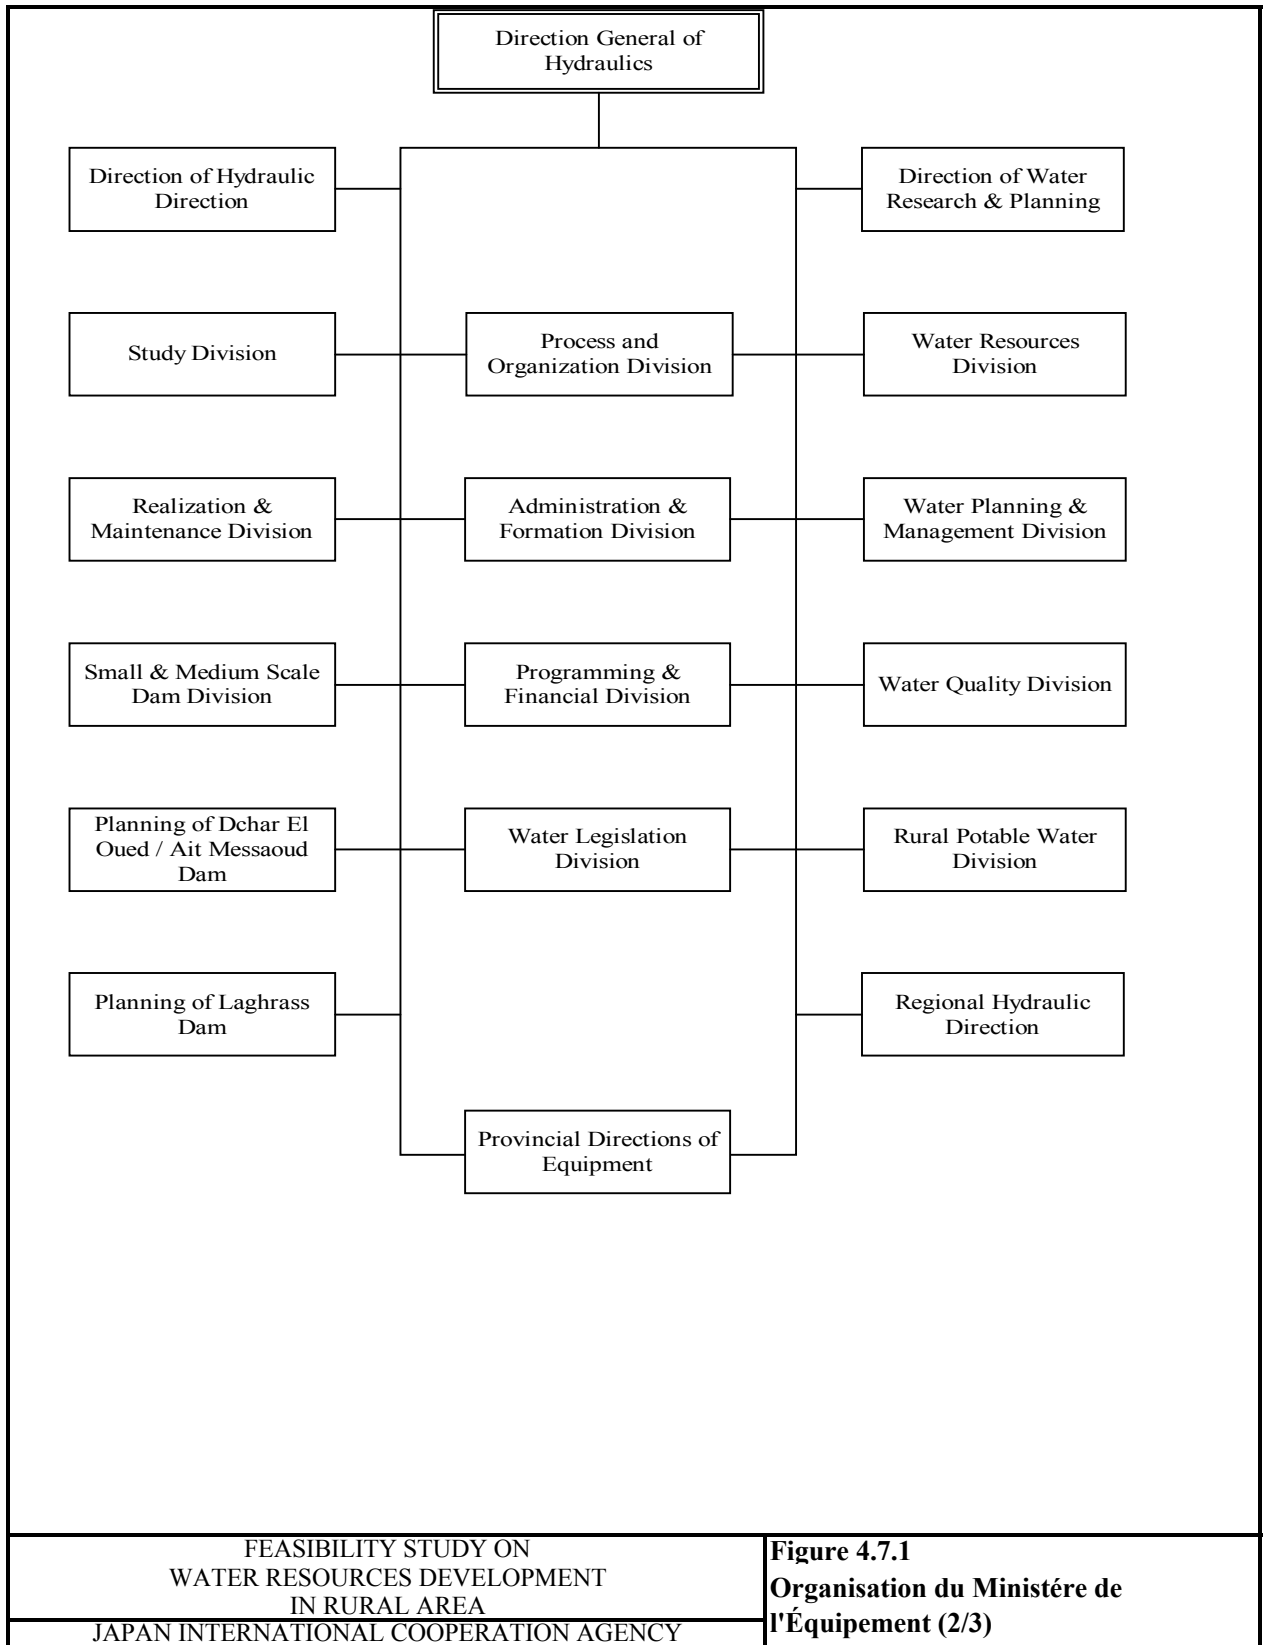 Direction General of
Hydraulics
Direction of Hydraulic
Direction
Direction of Water
Research & Planning
Study Division
Process and
Organization Division
Water Resources
Division
Realization &
Maintenance Division
Administration &
Formation Division
Water Planning &
Management Division
Small & Medium Scale
Dam Division
Programming &
Financial Division
Water Quality Division
Planning of Dchar El
Oued / Ait Messaoud
Dam
Water Legislation
Division
Rural Potable Water
Division
Planning of Laghrass
Dam
Regional Hydraulic
Direction
Provincial Directions of
Equipment
FEASIBILITY STUDY ON
WATER RESOURCES DEVELOPMENT
IN RURAL AREA
JAPAN INTERNATIONAL COOPERATION AGENCY
Figure 4.7.1
Organisation du Ministére de
l'Équipement (2/3)